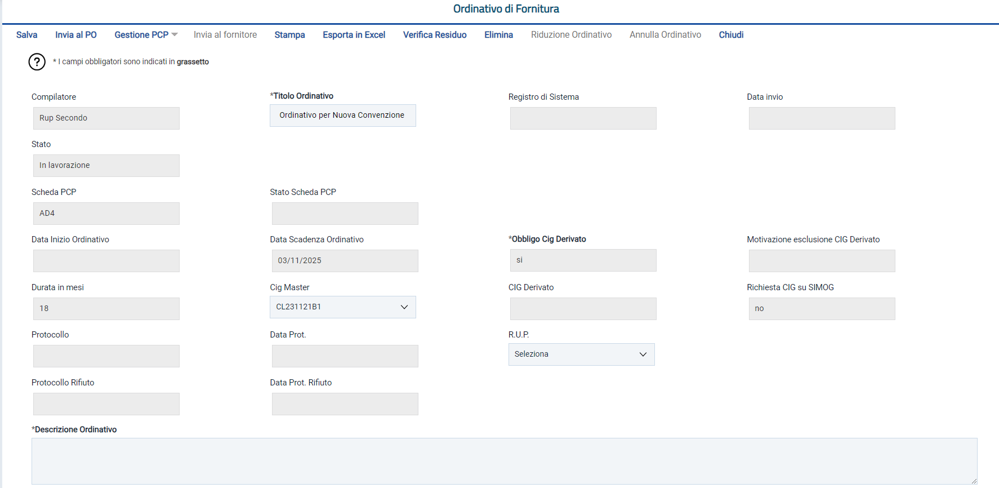 Ordinativo di Fornitura
Salva Invia al PO Gestione PCP Invia al fornitore Stampa Esporta in Excel Verifica Residuo Elimina Riduzione Ordinativo Annulla Ordinativo Chiudi
? * I campi obbligatori sono indicati in grassetto
Compilatore *Titolo Ordinativo Registro di Sistema Data invio
Rup Secondo Ordinativo per Nuova Convenzione
Stato
In lavorazione
Scheda PCP Stato Scheda PCP
AD4
Data Inizio Ordinativo Data Scadenza Ordinativo *Obbligo Cig Derivato Motivazione esclusione CIG Derivato
03/11/2025 si
Durata in mesi Cig Master CIG Derivato Richiesta CIG su SIMOG
18 CL231121B1 no
Protocollo Data Prot. R.U.P.
Seleziona
Protocollo Rifiuto Data Prot. Rifiuto
*Descrizione Ordinativo